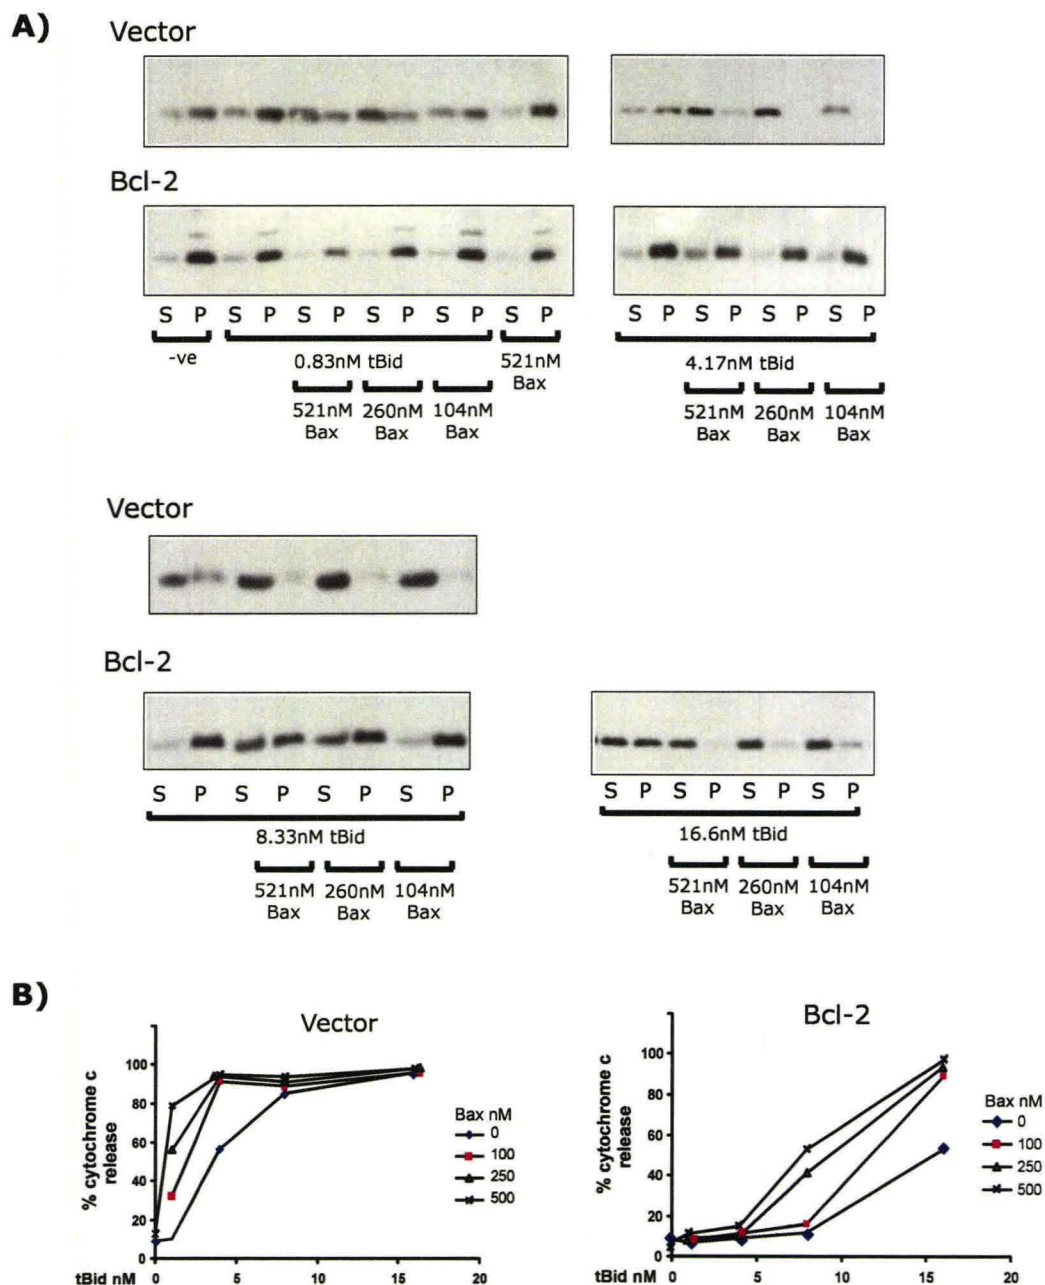 A)
Vector
Bcl-2
S P S P S P S P S P S P
S P S P S P S P
-ve
0.83nM tBid
521nM
Bax
4.17nM tBid
521nM 260nM 104nM
Bax Bax Bax
521nM 260nM 104nM
Bax Bax Bax
Vector
Bcl-2
S P S P S P S P
S P S P S P S P
8.33nM tBid
16.6nM tBid
521nM 260nM 104nM
Bax Bax Bax
521nM 260nM 104nM
Bax Bax Bax
B)
Vector
% cytochrome c
release
100
80
60
40
20
0
0 5 10 15 20
tBid nM
Bax nM
0
100
250
500
Bcl-2
% cytochrome c
release
100
80
60
40
20
0
0 5 10 15 20
tBid nM
Bax nM
0
100
250
500